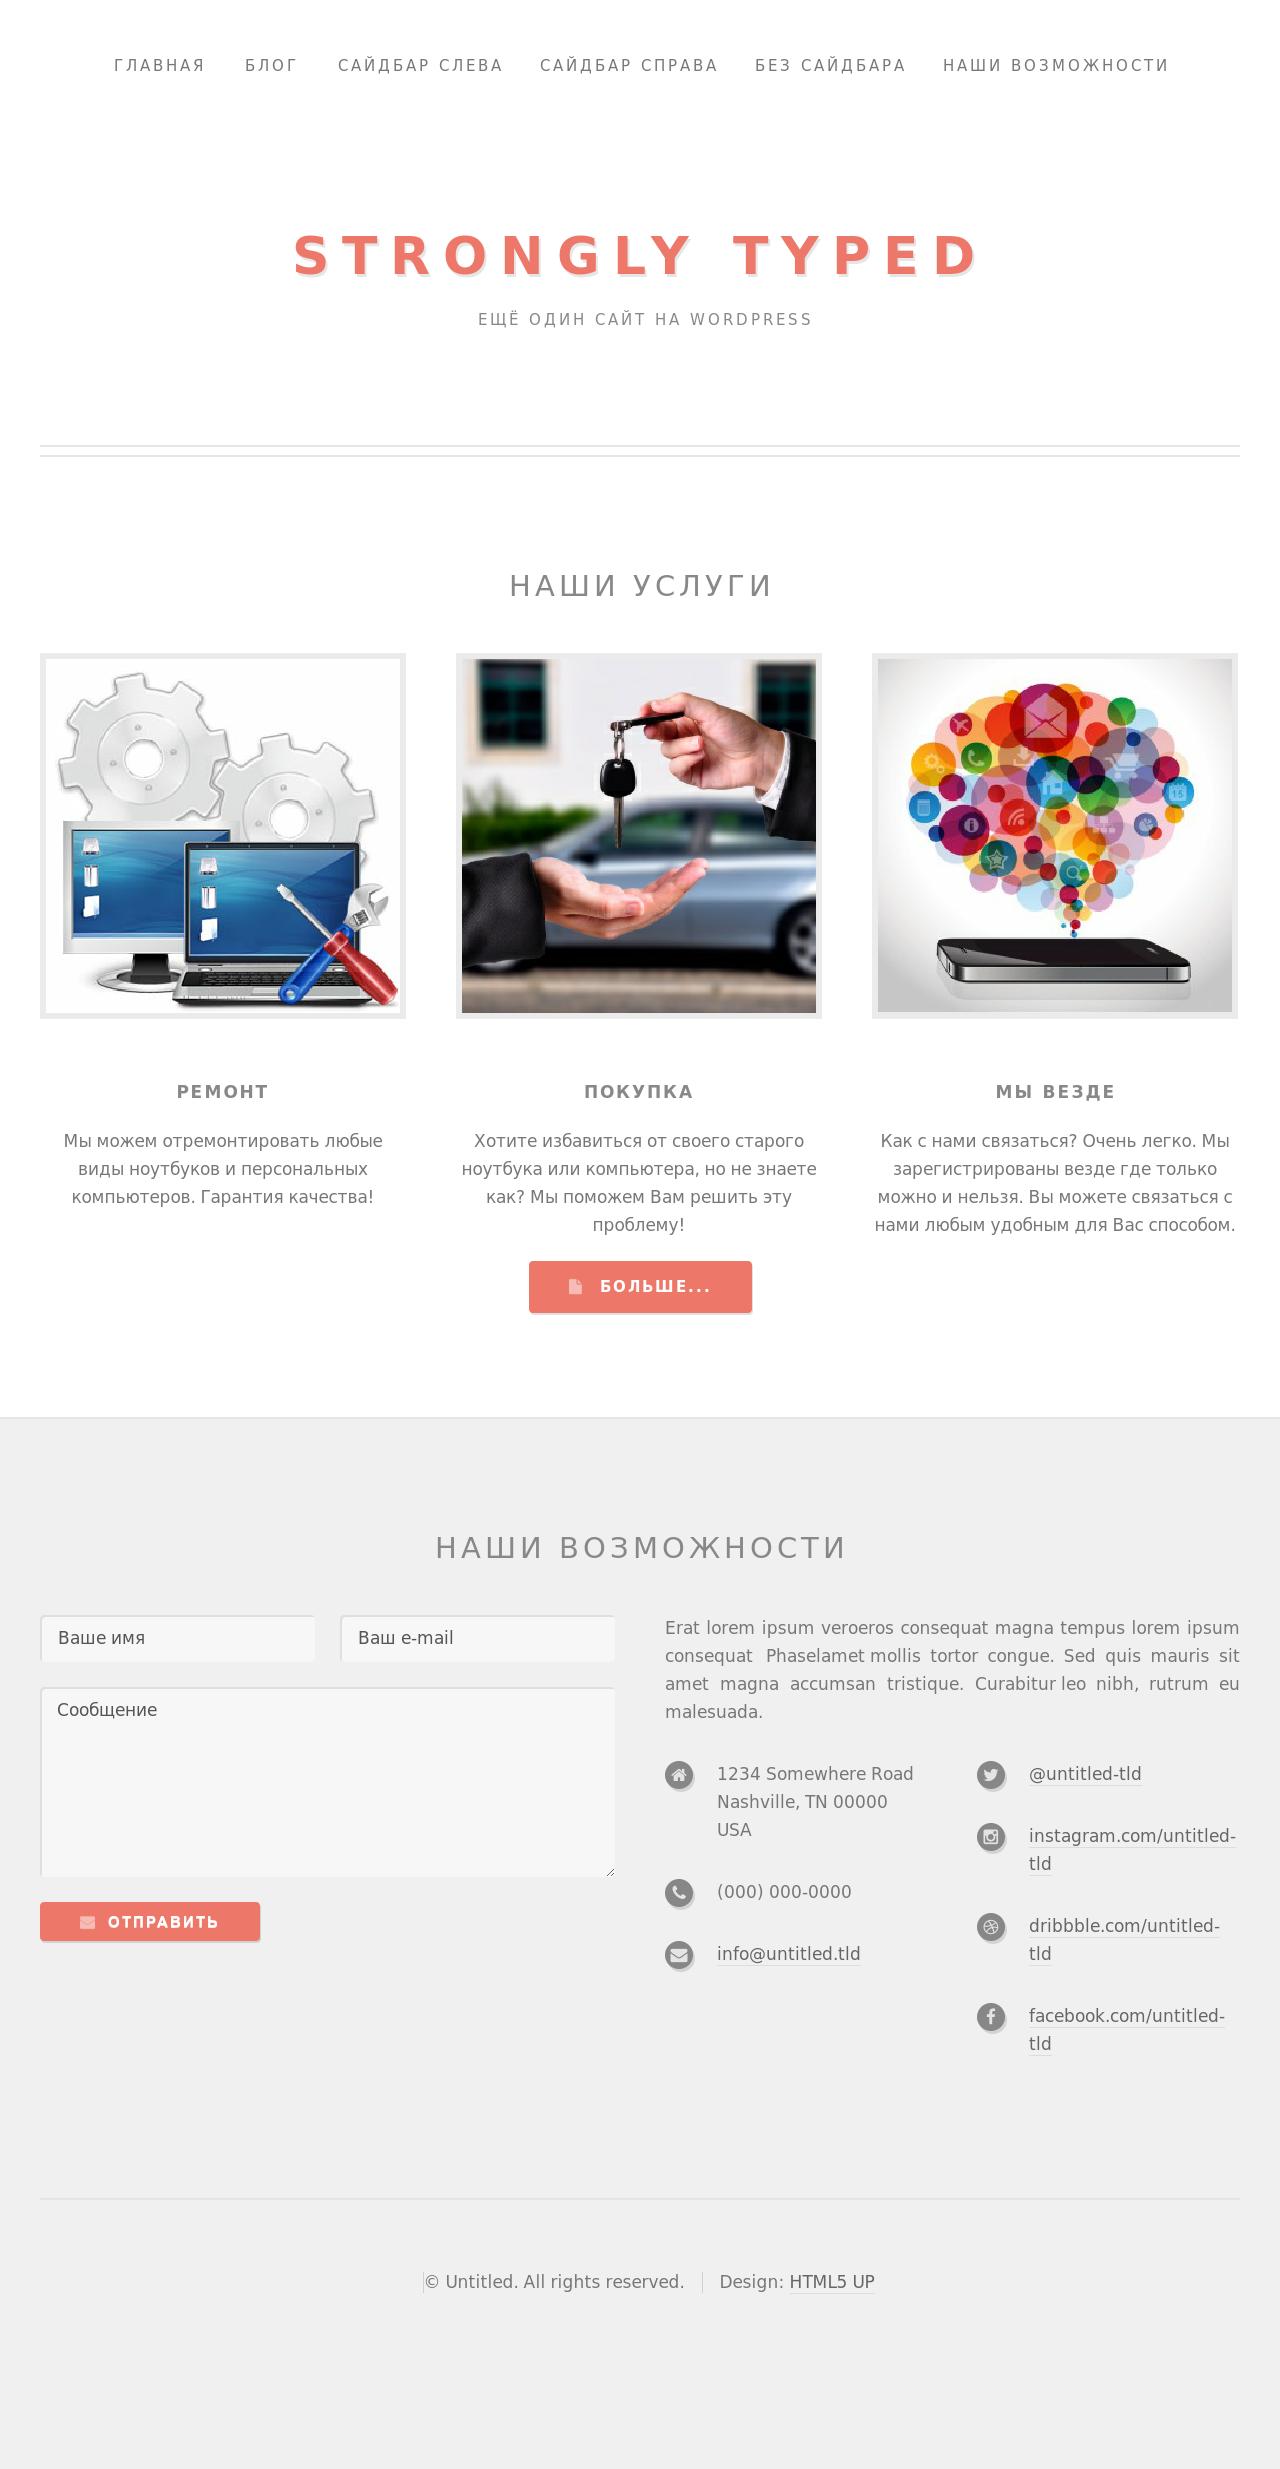 ГЛАВНАЯ БЛОГ САЙДБАР СЛЕВА САЙДБАР СПРАВА БЕЗ САЙДБАРА НАШИ ВОЗМОЖНОСТИ
STRONGLY TYPED
ЕЩЁ ОДИН САЙТ НА WORDPRESS
НАШИ УСЛУГИ
РЕМОНТ
Мы можем отремонтировать любые
виды ноутбуков и персональных
компьютеров. Гарантия качества!
ПОКУПКА
Хотите избавиться от своего старого
ноутбука или компьютера, но не знаете
как? Мы поможем Вам решить эту
проблему!
МЫ ВЕЗДЕ
Как с нами связаться? Очень легко. Мы
зарегистрированы везде где только
можно и нельзя. Вы можете связаться с
нами любым удобным для Вас способом.
БОЛЬШЕ...
НАШИ ВОЗМОЖНОСТИ
Ваше имя
Ваш e-mail
Сообщение
ОТПРАВИТЬ
Erat lorem ipsum veroeros consequat magna tempus lorem ipsum
consequat Phaselamet mollis tortor congue. Sed quis mauris sit
amet magna accumsan tristique. Curabitur leo nibh, rutrum eu
malesuada.
1234 Somewhere Road
Nashville, TN 00000
USA
(000) 000-0000
info@untitled.tld
@untitled-tld
instagram.com/untitled-
tld
dribbble.com/untitled-
tld
facebook.com/untitled-
tld
© Untitled. All rights reserved. Design: HTML5 UP